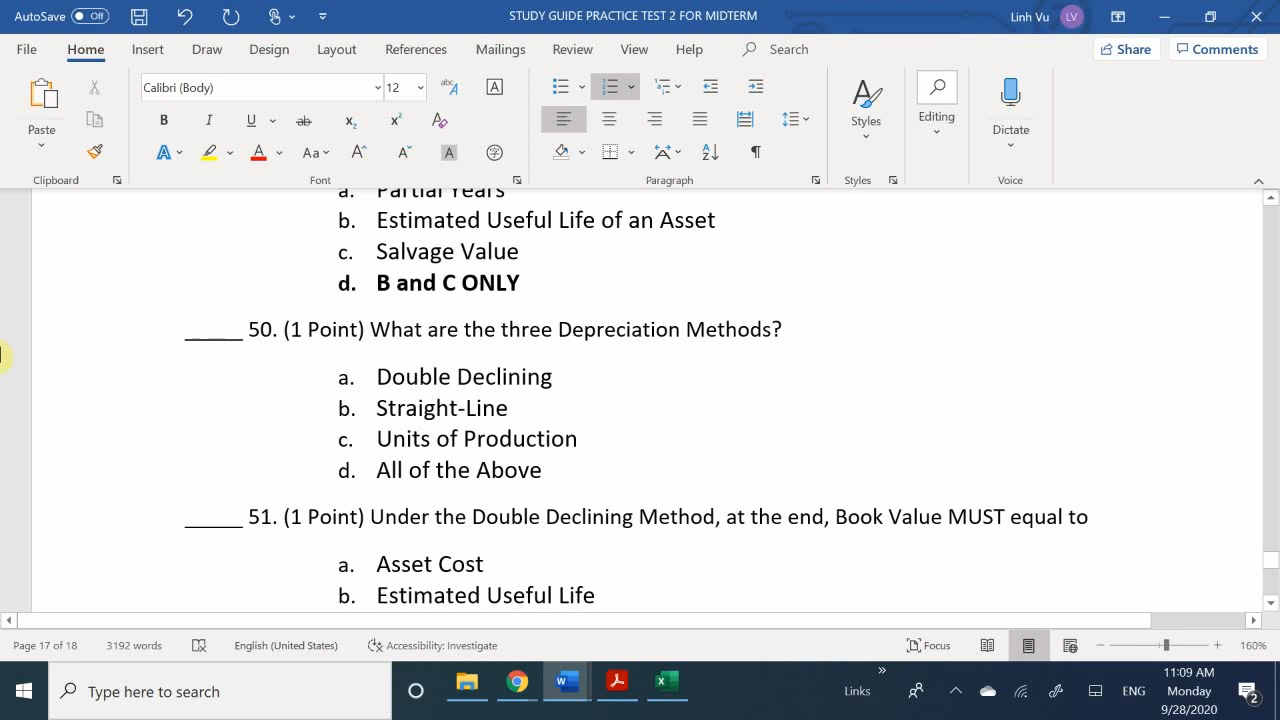 AutoSave Off STUDY GUIDE PRACTICE TEST 2 FOR MIDTERM Linh Vu LV
File Home Insert Draw Design Layout References Mailings Review View Help Search Share Comments
Calibri (Body) 12
Paste Styles Editing Dictate
Clipboard Font Paragraph Styles Voice
a. Partial Years
b. Estimated Useful Life of an Asset
c. Salvage Value
d. B and C ONLY
_____ 50. (1 Point) What are the three Depreciation Methods?
a. Double Declining
b. Straight-Line
c. Units of Production
d. All of the Above
_____ 51. (1 Point) Under the Double Declining Method, at the end, Book Value MUST equal to
a. Asset Cost
b. Estimated Useful Life
Page 17 of 18 3192 words English (United States) Accessibility: Investigate Focus 160%
Type here to search Links ENG 11:09 AM
Monday
9/28/2020 2